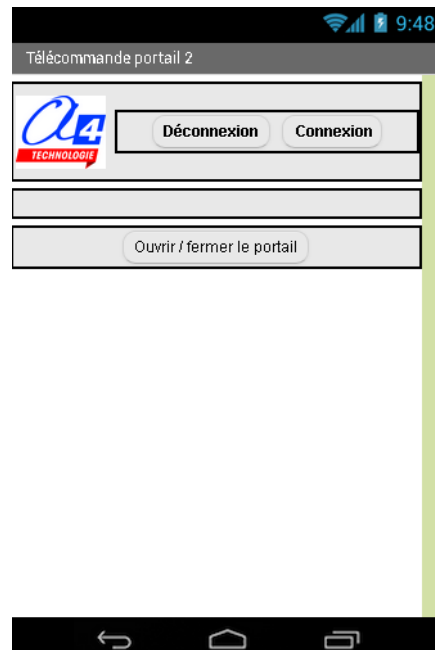 9:48
Télécommande portail 2
a4
TECHNOLOGIE
Déconnexion Connexion
Ouvrir / fermer le portail